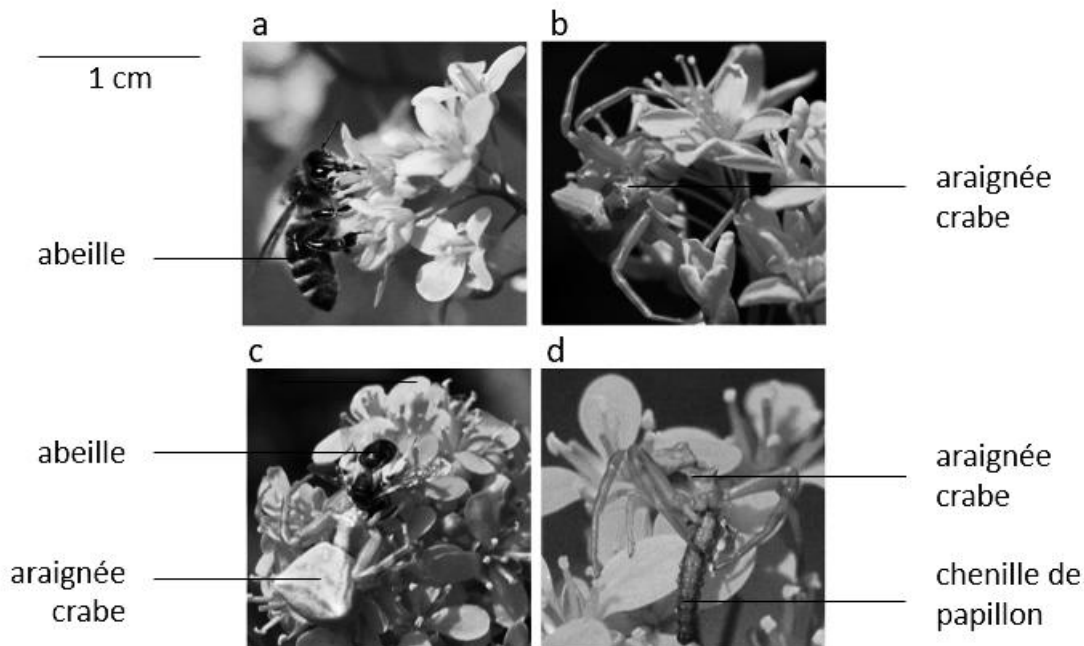 a
b
1 cm
araignée
crabe
abeille
c
d
abeille
araignée
crabe
araignée
crabe
chenille de
papillon